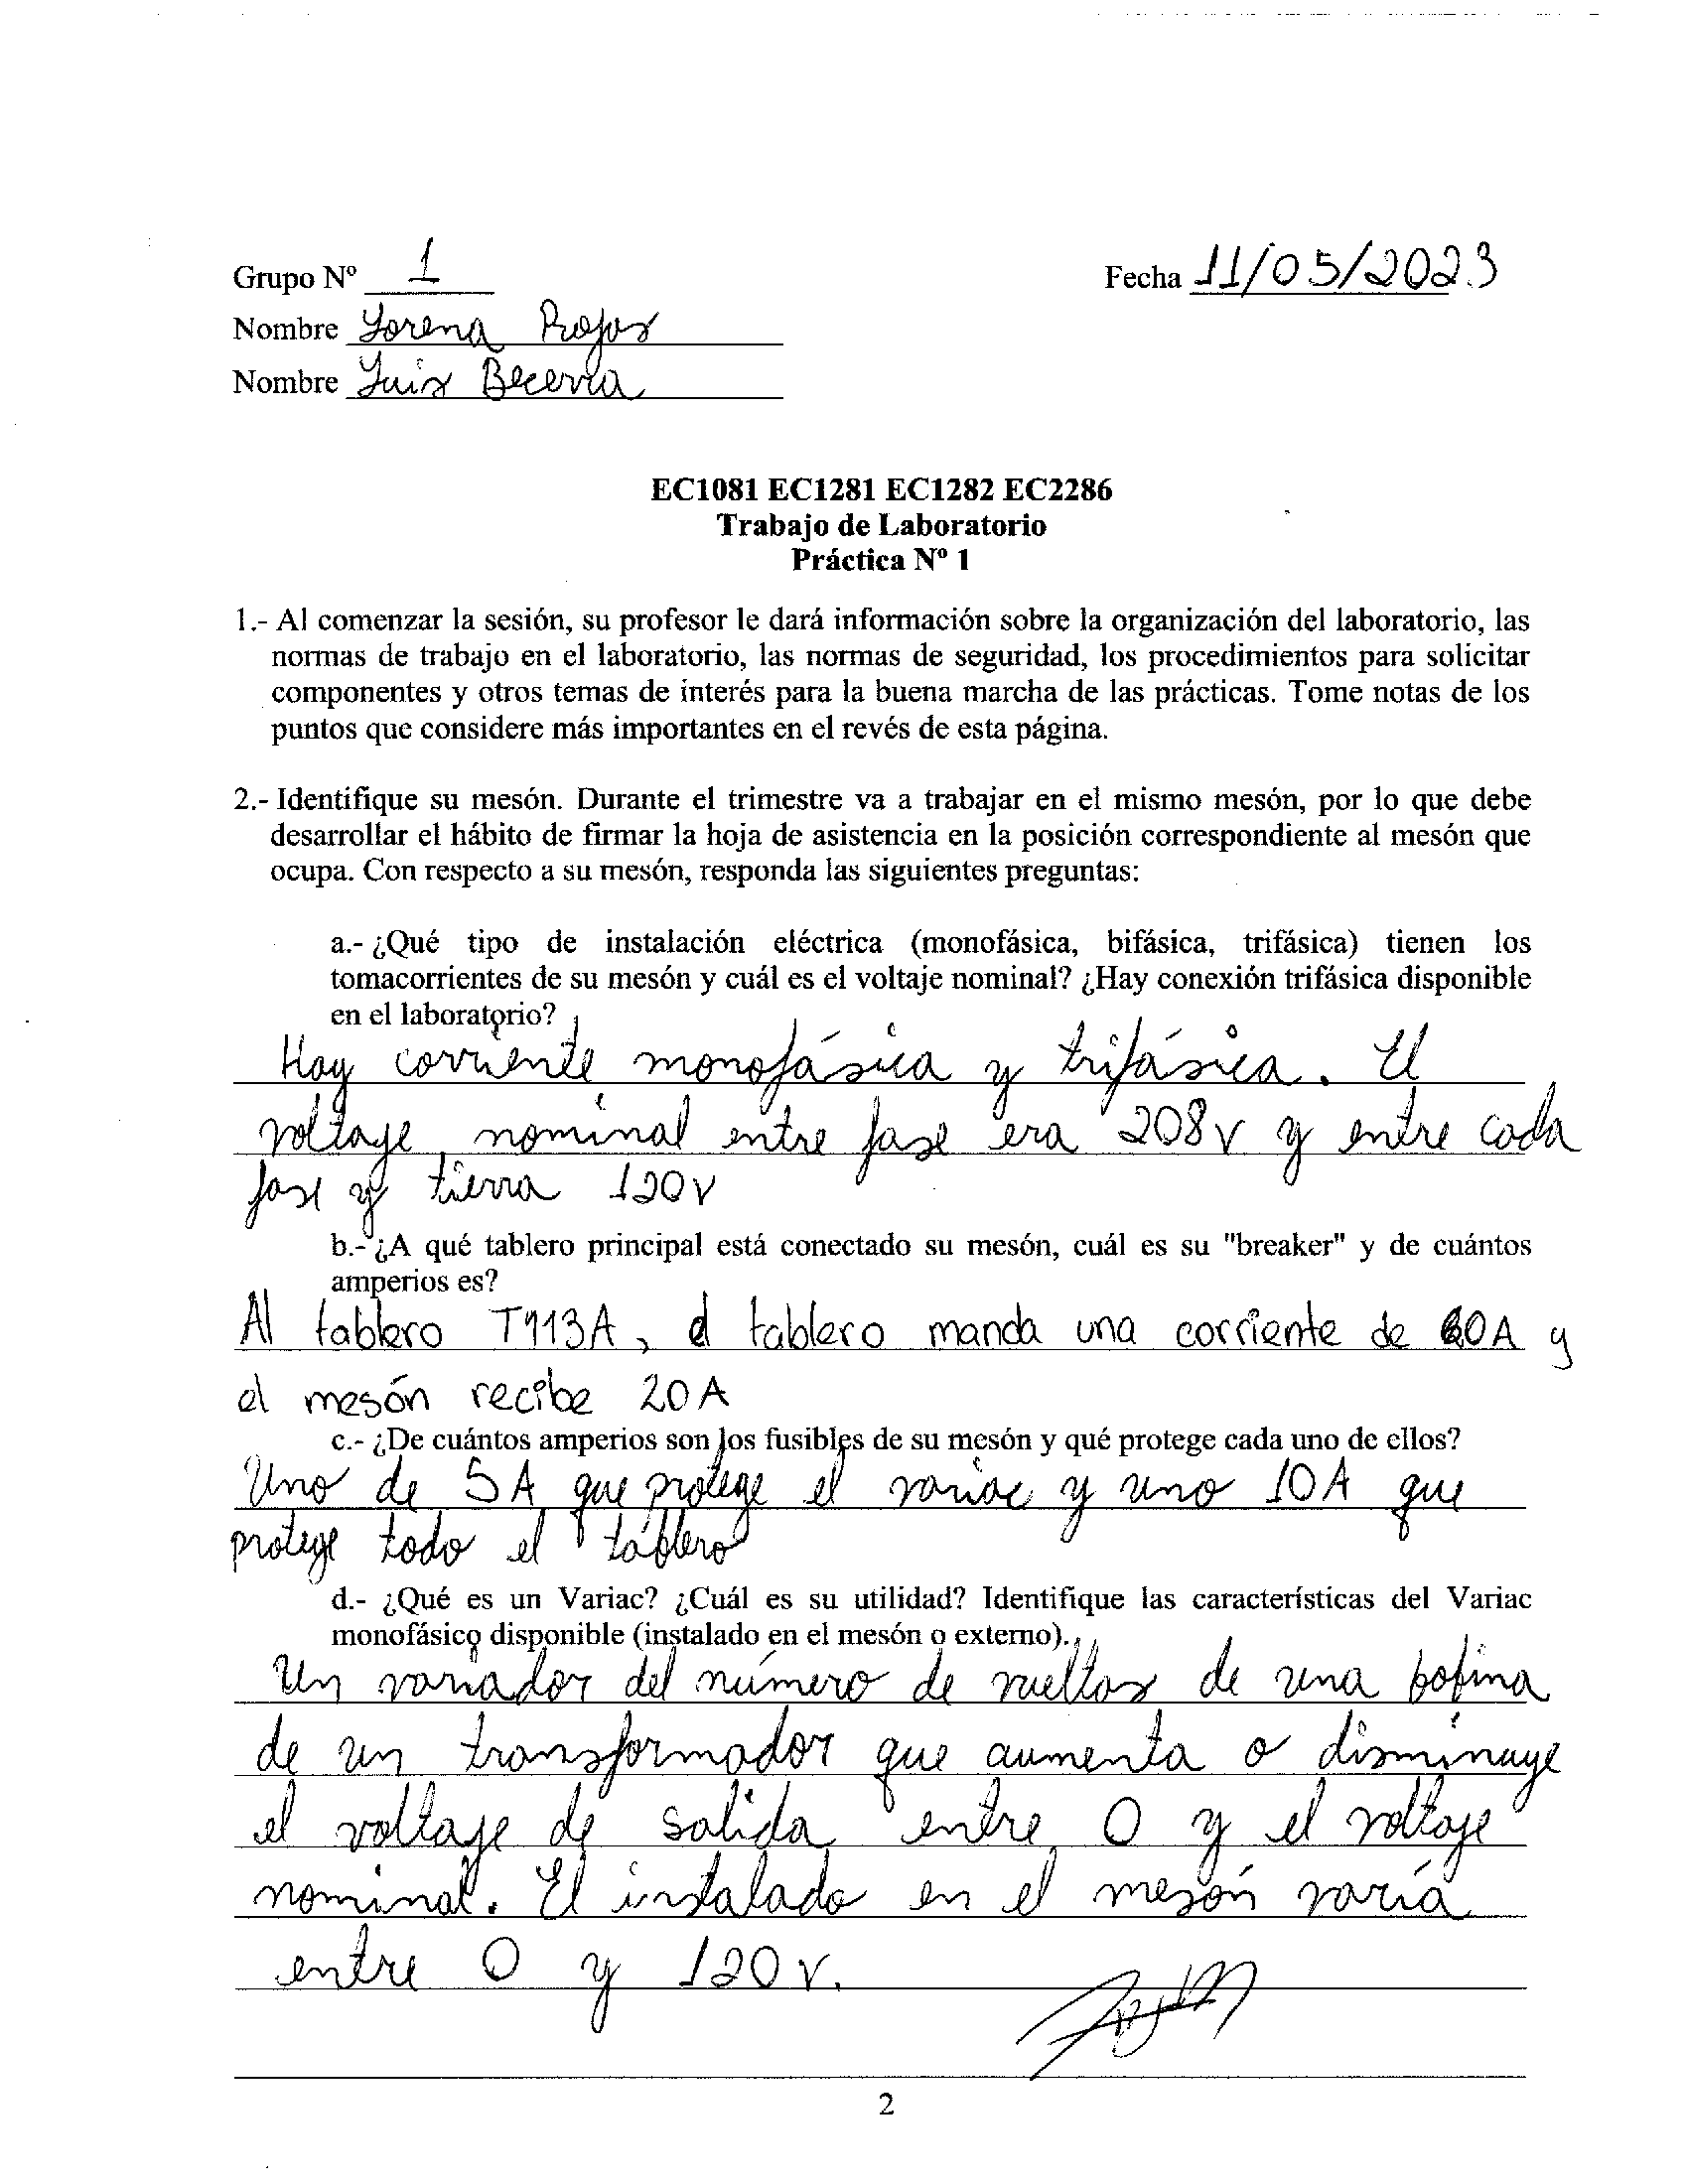 Grupo Nº 1
Fecha 11/05/2023
Nombre Lorena Rojas
Nombre Luis Becerra
EC1081 EC1281 EC1282 EC2286
Trabajo de Laboratorio
Práctica Nº 1
1.- Al comenzar la sesión, su profesor le dará información sobre la organización del laboratorio, las
normas de trabajo en el laboratorio, las normas de seguridad, los procedimientos para solicitar
componentes y otros temas de interés para la buena marcha de las prácticas. Tome notas de los
puntos que considere más importantes en el revés de esta página.
2.- Identifique su mesón. Durante el trimestre va a trabajar en el mismo mesón, por lo que debe
desarrollar el hábito de firmar la hoja de asistencia en la posición correspondiente al mesón que
ocupa. Con respecto a su mesón, responda las siguientes preguntas:
a.- ¿Qué tipo de instalación eléctrica (monofásica, bifásica, trifásica) tienen los
tomacorrientes de su mesón y cuál es el voltaje nominal? ¿Hay conexión trifásica disponible
en el laboratorio?
Hay corriente monofásica y trifásica. El
voltaje nominal entre fase era 208v y entre cada
fase y tierra 120v
b.- ¿A qué tablero principal está conectado su mesón, cuál es su "breaker" y de cuántos
amperios es?
Al tablero T113A, el tablero manda una corriente de 60A y
el mesón recibe 20A
c.- ¿De cuántos amperios son los fusibles de su mesón y qué protege cada uno de ellos?
Uno de 5A que protege el variac y uno 10A que
protege todo el tablero
d.- ¿Qué es un Variac? ¿Cuál es su utilidad? Identifique las características del Variac
monofásico disponible (instalado en el mesón o externo).
Un variador del número de vueltas de una bobina
de un transformador que aumenta o disminuye
el voltaje de salida entre 0 y el voltaje
nominal. El instalado en el mesón varía
entre 0 y 120v.
2